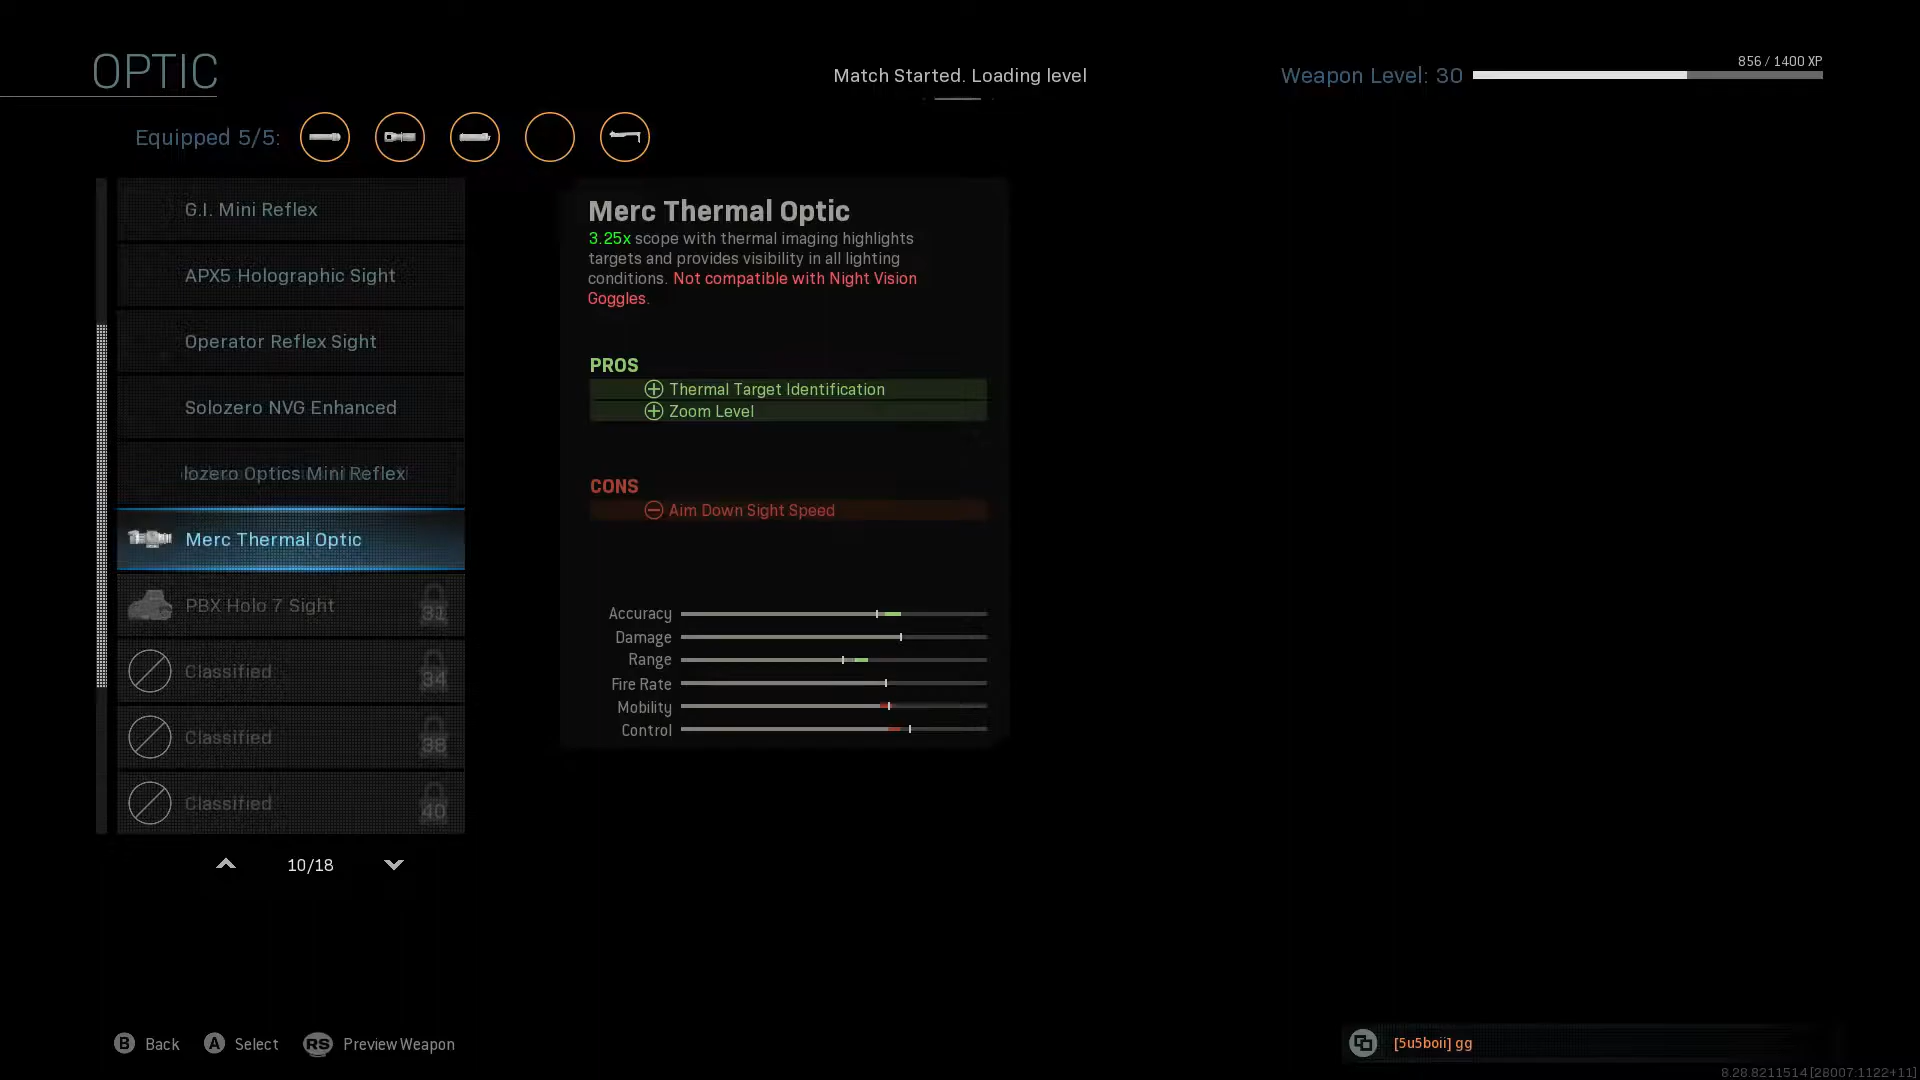 OPTIC
Match Started. Loading level
Weapon Level: 30
856 / 1400 XP
Equipped 5/5:
G.I. Mini Reflex
APX5 Holographic Sight
Operator Reflex Sight
Solozero NVG Enhanced
lozero Optics Mini Reflex
Merc Thermal Optic
PBX Holo 7 Sight
31
Classified
34
Classified
38
Classified
40
10/18
Merc Thermal Optic
3.25x scope with thermal imaging highlights
targets and provides visibility in all lighting
conditions. Not compatible with Night Vision
Goggles.
PROS
Thermal Target Identification
Zoom Level
CONS
Aim Down Sight Speed
Accuracy
Damage
Range
Fire Rate
Mobility
Control
B Back
A Select
RS Preview Weapon
[5u5boii] gg
8.28.8211514[28007:1122+11]